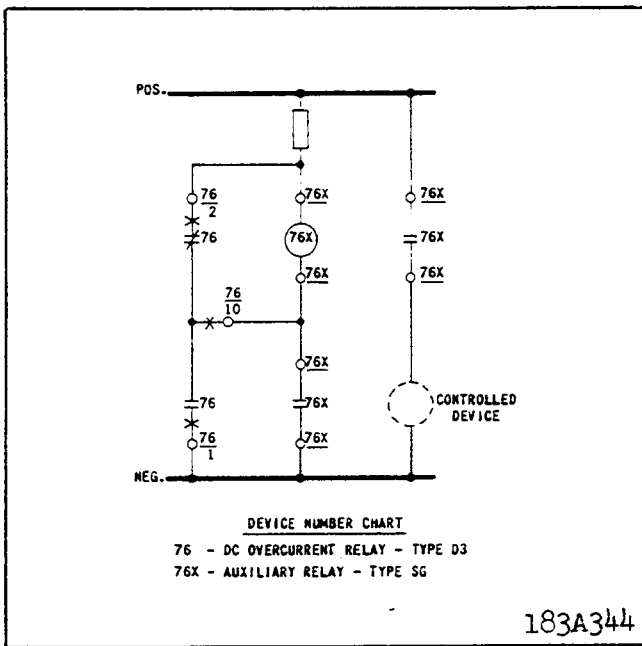 POS.
76
2
76X
76X
76
76X
76X
76X
76X
76
10
76X
76
76X
CONTROLLED
DEVICE
76
1
76X
NEG.
DEVICE NUMBER CHART
76 - DC OVERCURRENT RELAY - TYPE D3
76X - AUXILIARY RELAY - TYPE SG
183A344